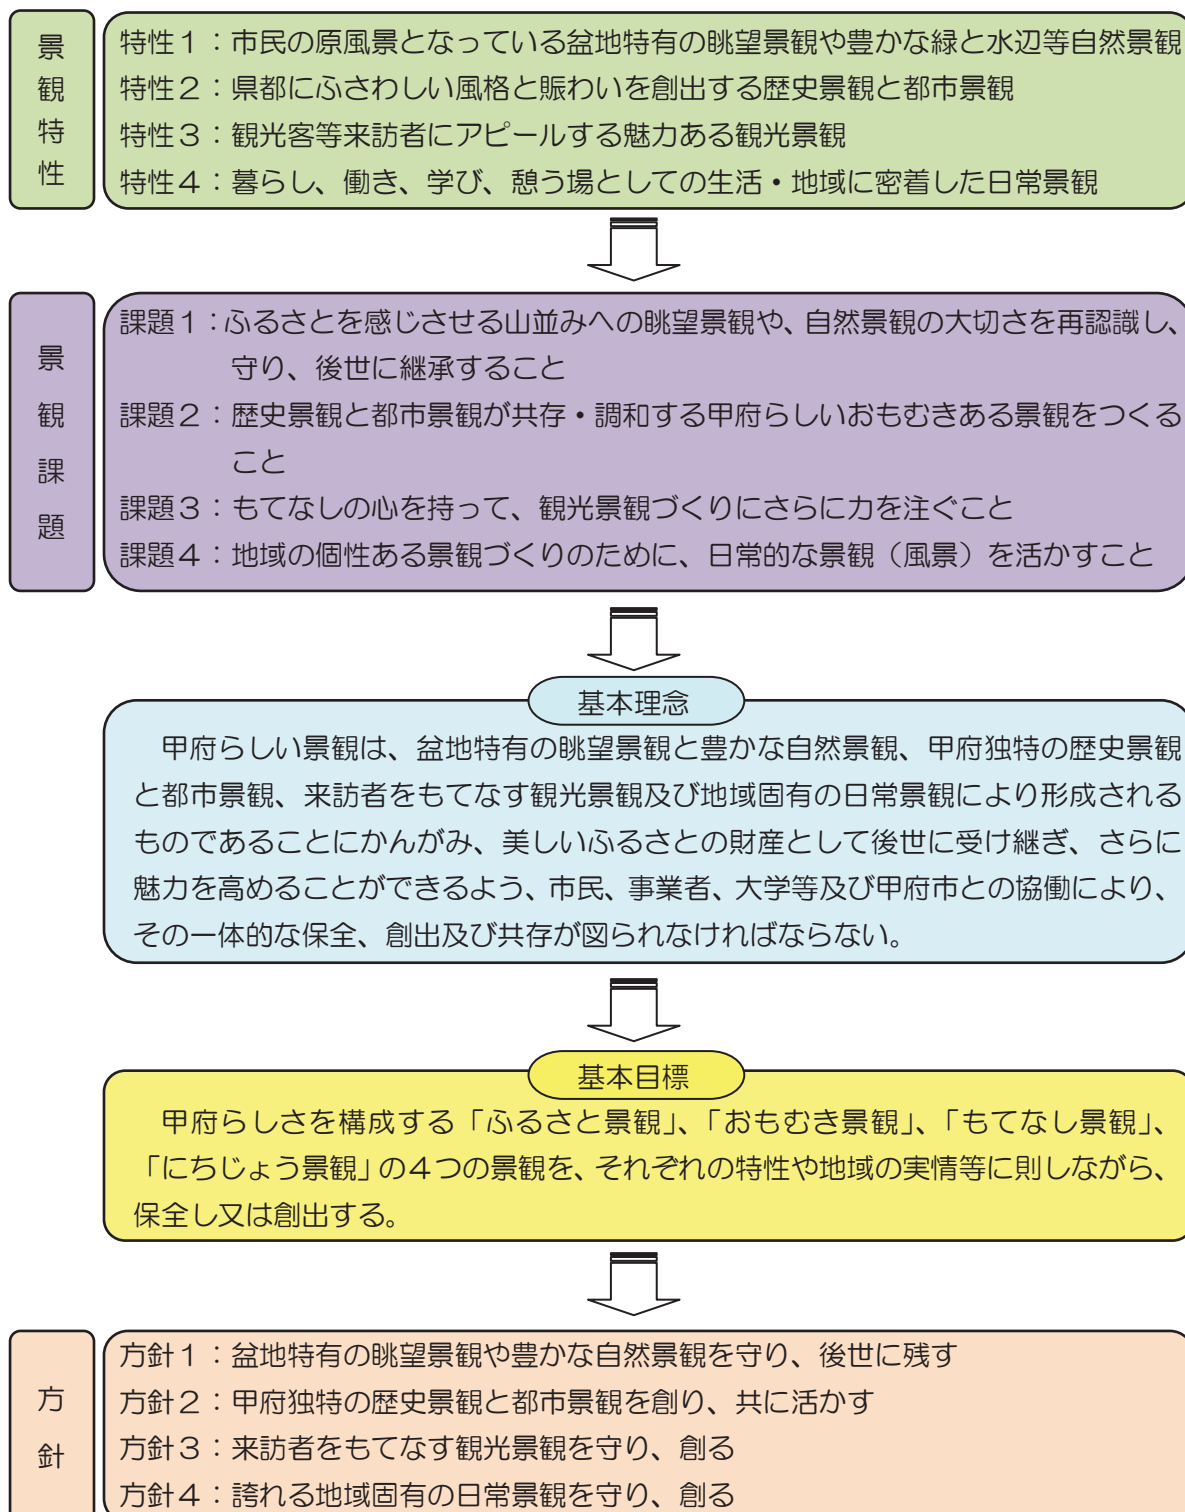 景観特性
特性１：市民の原風景となっている盆地特有の眺望景観や豊かな緑と水辺等自然景観
特性２：県都にふさわしい風格と賑わいを創出する歴史景観と都市景観
特性３：観光客等来訪者にアピールする魅力ある観光景観
特性４：暮らし、働き、学び、憩う場としての生活・地域に密着した日常景観
景観課題
課題１：ふるさとを感じさせる山並みへの眺望景観や、自然景観の大切さを再認識し、
守り、後世に継承すること
課題２：歴史景観と都市景観が共存・調和する甲府らしいおもむきある景観をつくる
こと
課題３：もてなしの心を持って、観光景観づくりにさらに力を注ぐこと
課題４：地域の個性ある景観づくりのために、日常的な景観（風景）を活かすこと
基本理念
甲府らしい景観は、盆地特有の眺望景観と豊かな自然景観、甲府独特の歴史景観
と都市景観、来訪者をもてなす観光景観及び地域固有の日常景観により形成される
ものであることにかんがみ、美しいふるさとの財産として後世に受け継ぎ、さらに
魅力を高めることができるよう、市民、事業者、大学等及び甲府市との協働により、
その一体的な保全、創出及び共存が図られなければならない。
基本目標
甲府らしさを構成する「ふるさと景観」、「おもむき景観」、「もてなし景観」、
「にちじょう景観」の４つの景観を、それぞれの特性や地域の実情等に則しながら、
保全し又は創出する。
方針
方針１：盆地特有の眺望景観や豊かな自然景観を守り、後世に残す
方針２：甲府独特の歴史景観と都市景観を創り、共に活かす
方針３：来訪者をもてなす観光景観を守り、創る
方針４：誇れる地域固有の日常景観を守り、創る